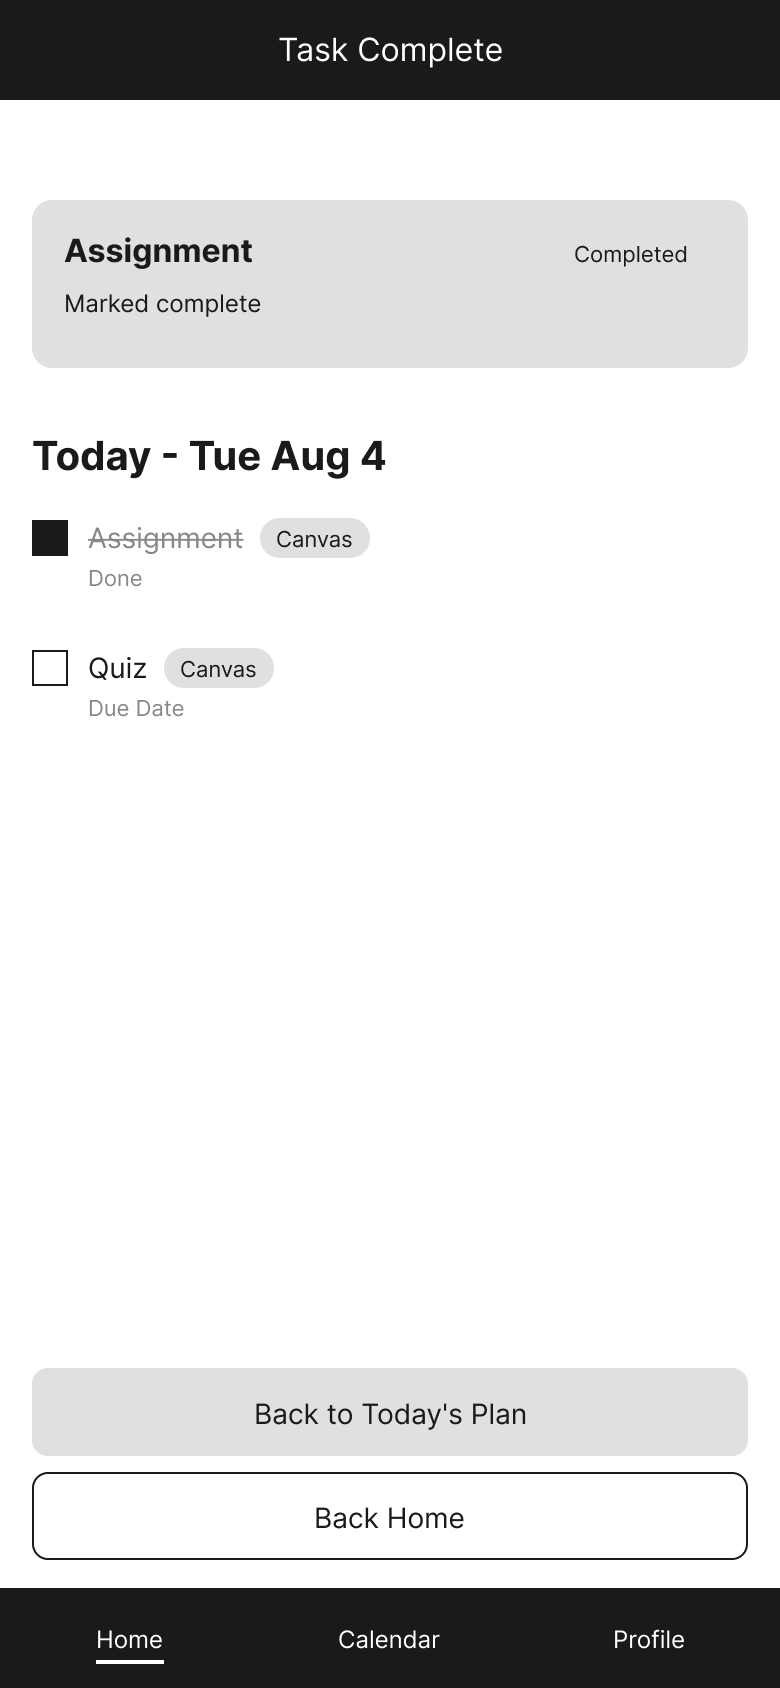 Task Complete
Assignment
Completed
Marked complete
Today - Tue Aug 4
Assignment Canvas
Done
Quiz Canvas
Due Date
Back to Today's Plan
Back Home
Home Calendar Profile